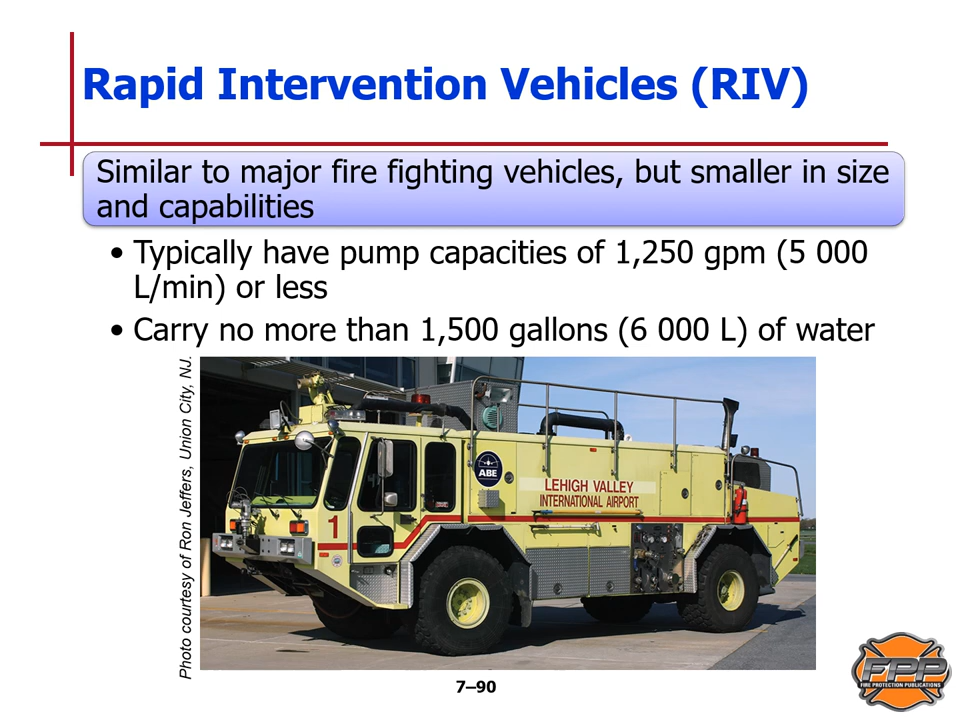 Rapid Intervention Vehicles (RIV)
Similar to major fire fighting vehicles, but smaller in size
and capabilities
• Typically have pump capacities of 1,250 gpm (5 000
L/min) or less
• Carry no more than 1,500 gallons (6 000 L) of water
Photo courtesy of Ron Jeffers, Union City, NJ.
ABE
LEHIGH VALLEY
INTERNATIONAL AIRPORT
1
7–90
FPP
FIRE PROTECTION PUBLICATIONS